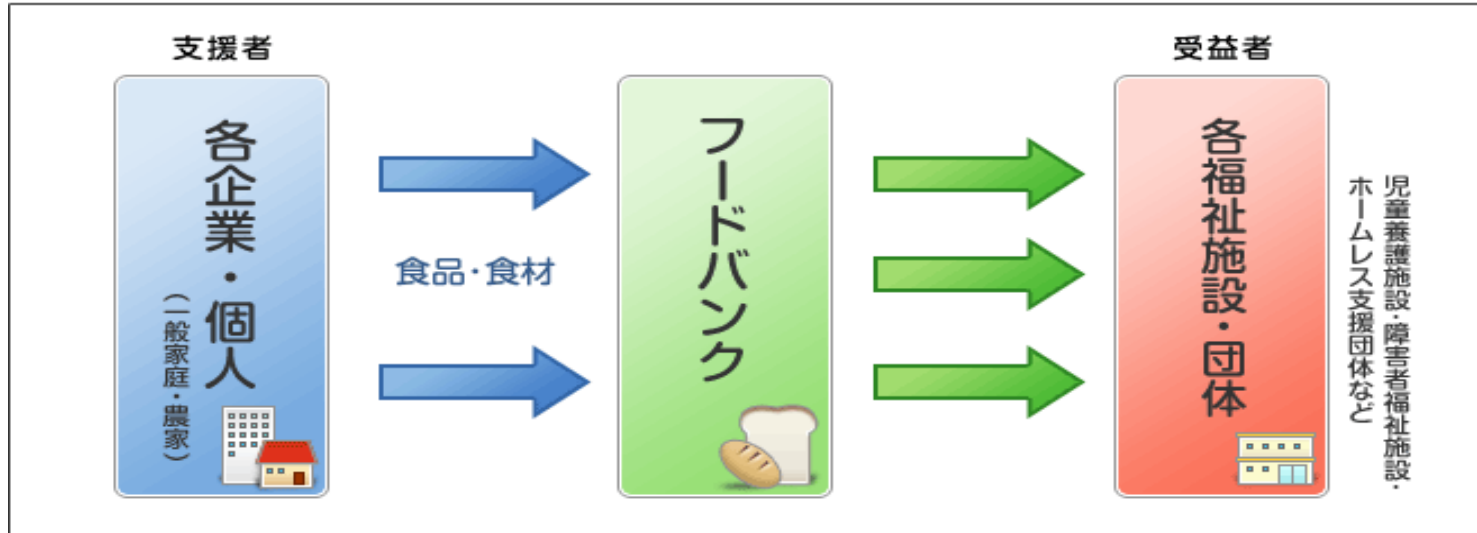 支援者
各企業・個人
（一般家庭・農家）
食品・食材
フードバンク
受益者
各福祉施設・団体
児童養護施設・障害者福祉施設・
ホームレス支援団体など